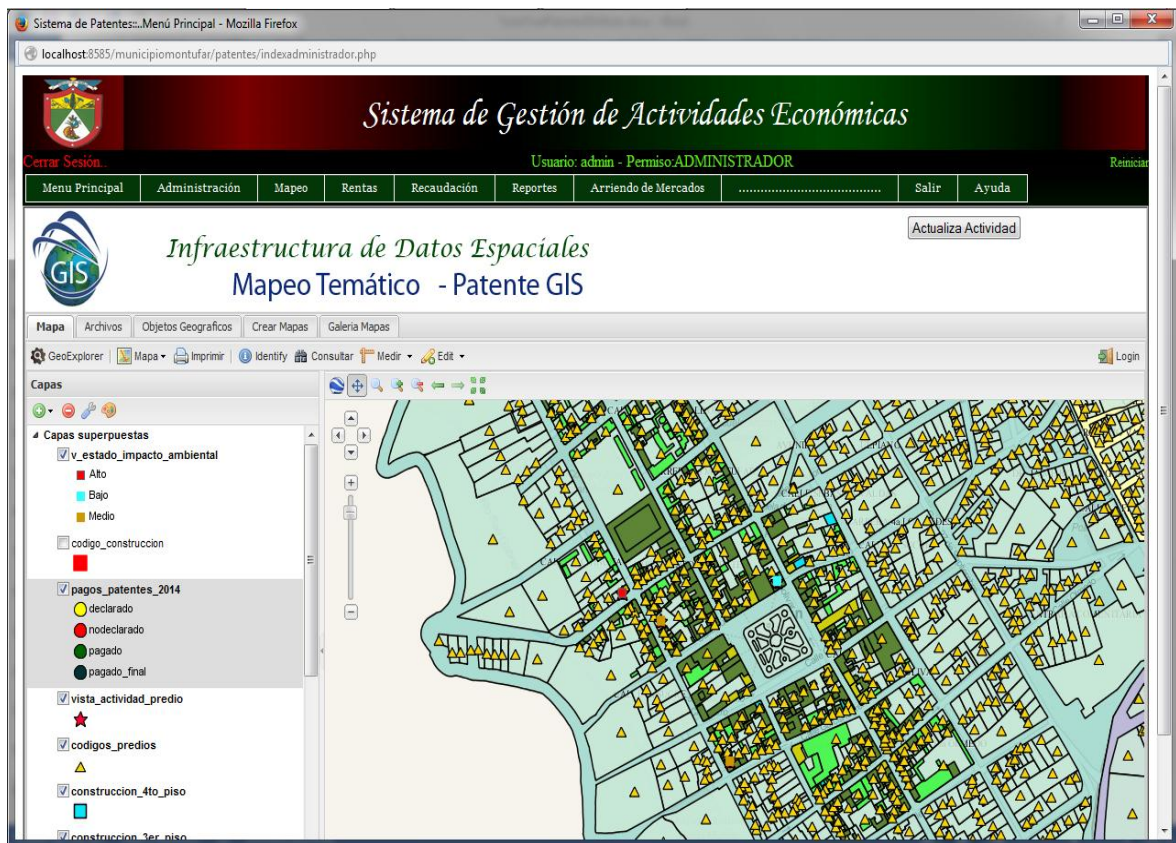 Sistema de Patentes::..Menú Principal - Mozilla Firefox
localhost:8585/municipiomontufar/patentes/indexadministrador.php
Sistema de Gestión de Actividades Económicas
Cerrar Sesión.. Usuario: admin - Permiso:ADMINISTRADOR Reiniciar
Menu Principal Administración Mapeo Rentas Recaudación Reportes Arriendo de Mercados ....................................... Salir Ayuda
Actualiza Actividad
GIS
Infraestructura de Datos Espaciales
Mapeo Temático - Patente GIS
Mapa Archivos Objetos Geograficos Crear Mapas Galeria Mapas
GeoExplorer Mapa Imprimir Identify Consultar Medir Edit Login
Capas
Capas superpuestas
v_estado_impacto_ambiental
Alto
Bajo
Medio
codigo_construccion
pagos_patentes_2014
declarado
nodeclarado
pagado
pagado_final
vista_actividad_predio
codigos_predios
construccion_4to_piso
construccion_3er_piso